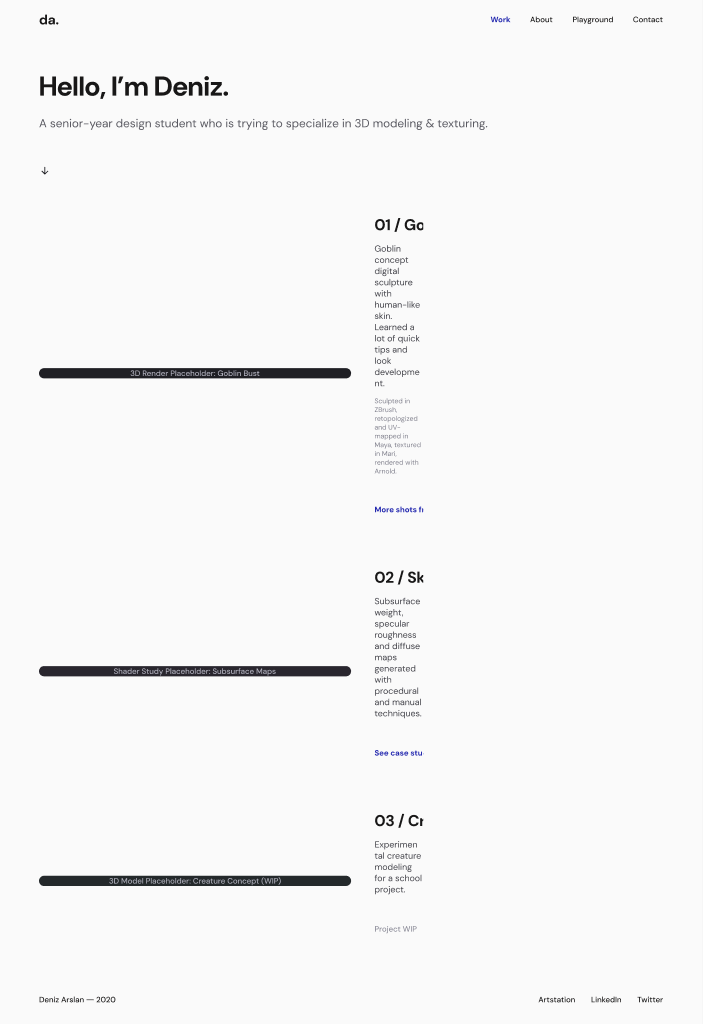 da.
Work About Playground Contact
Hello, I’m Deniz.
A senior-year design student who is trying to specialize in 3D modeling & texturing.
↓
3D Render Placeholder: Goblin Bust
01 / Go
Goblin
concept
digital
sculpture
with
human-like
skin.
Learned a
lot of quick
tips and
look
developme
nt.
Sculpted in
ZBrush,
retopologized
and UV-
mapped in
Maya, textured
in Mari,
rendered with
Arnold.
More shots fr
Shader Study Placeholder: Subsurface Maps
02 / Sk
Subsurface
weight,
specular
roughness
and diffuse
maps
generated
with
procedural
and manual
techniques.
See case stu
3D Model Placeholder: Creature Concept (WIP)
03 / Cr
Experimen
tal creature
modeling
for a school
project.
Project WIP
Deniz Arslan — 2020
Artstation LinkedIn Twitter